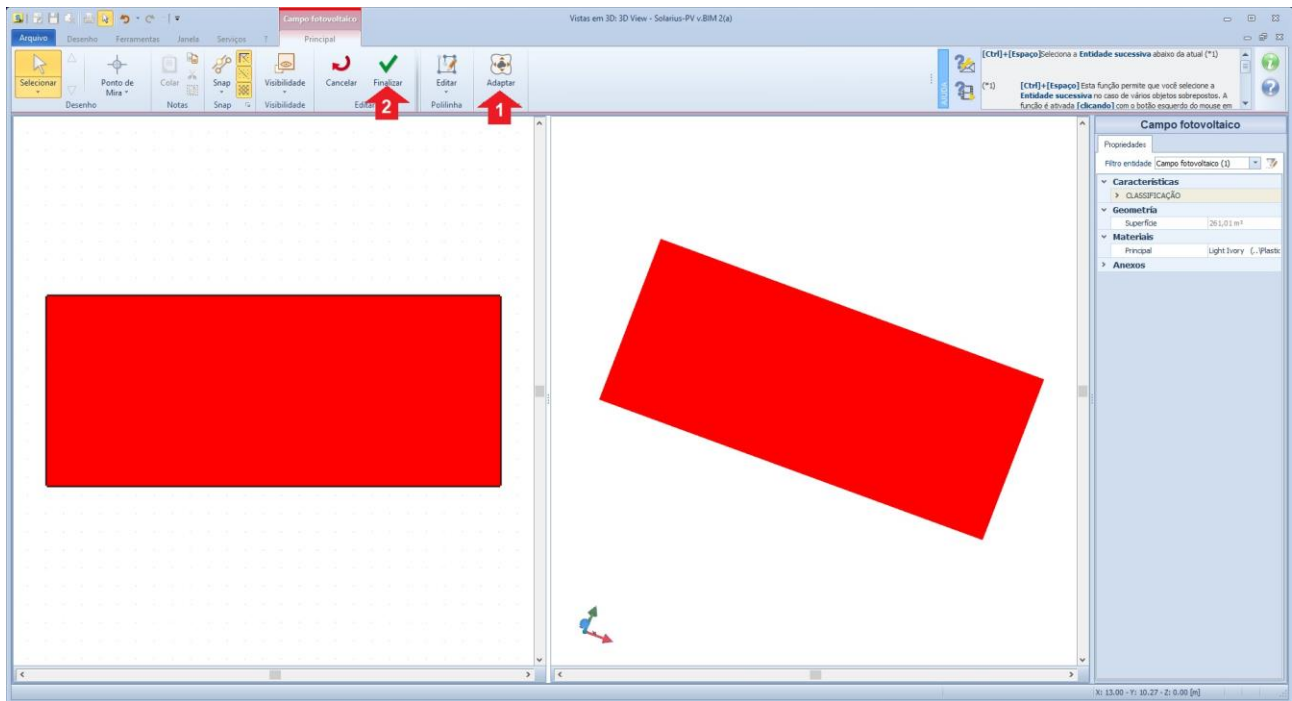 Campo fotovoltaico
Vistas em 3D: 3D View - Solarius-PV v.BIM 2(a)
Arquivo Desenho Ferramentas Janela Serviços ? Principal
Selecionar
Ponto de
Mira
Colar
Snap
Visibilidade
Cancelar
Finalizar
Editar
Adaptar
Desenho
Notas
Snap
Visibilidade
Polilinha
2
1
AJUDA
[Ctrl]+[Espaço]Seleciona a Entidade sucessiva abaixo da atual (*1)
(*1) [Ctrl]+[Espaço] Esta função permite que você selecione a
Entidade sucessiva no caso de vários objetos sobrepostos. A
função é ativada [clicando] com o botão esquerdo do mouse em
Campo fotovoltaico
Propriedades
Filtro entidade Campo fotovoltaico (1)
Características
CLASSIFICAÇÃO
Geometria
Superfície 261,01 m²
Materiais
Principal Light Ivory (..\Plastic
Anexos
X: 13.00 - Y: 10.27 - Z: 0.00 [m]